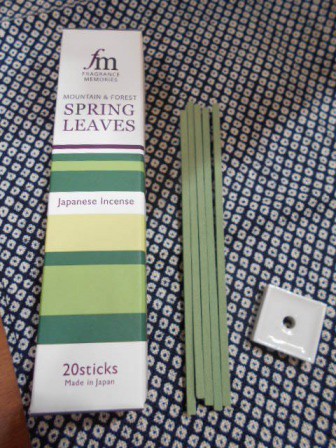 fm
FRAGRANCE
MEMORIES
MOUNTAIN & FOREST
SPRING
LEAVES
Japanese Incense
20sticks
Made in Japan